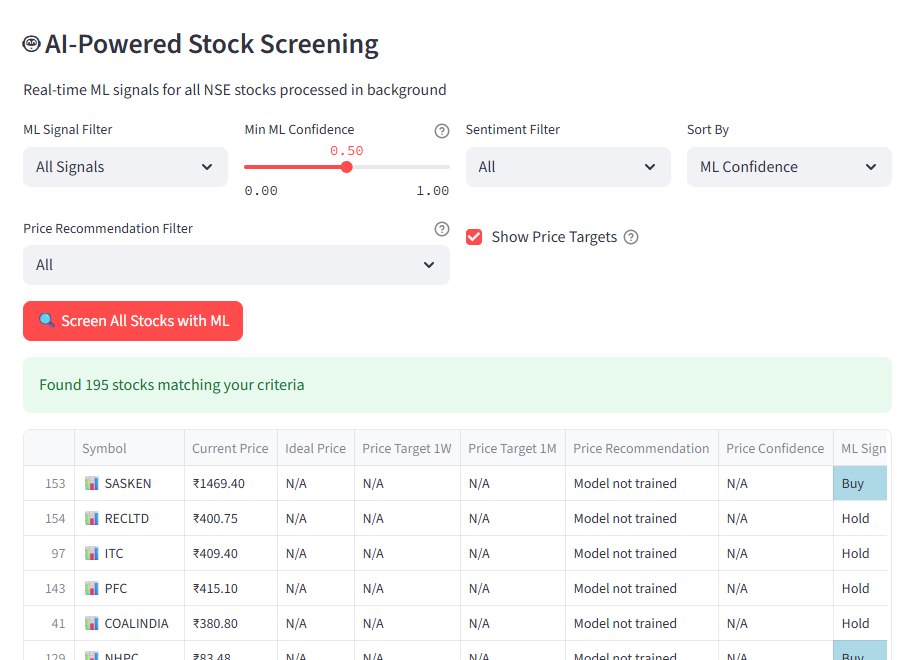 AI-Powered Stock Screening
Real-time ML signals for all NSE stocks processed in background
ML Signal Filter Min ML Confidence ? Sentiment Filter Sort By
0.50
All Signals All ML Confidence
0.00 1.00
Price Recommendation Filter ?
Show Price Targets ?
All
Screen All Stocks with ML
Found 195 stocks matching your criteria
Symbol Current Price Ideal Price Price Target 1W Price Target 1M Price Recommendation Price Confidence ML Sign
153 SASKEN ₹1469.40 N/A N/A N/A Model not trained N/A Buy
154 RECLTD ₹400.75 N/A N/A N/A Model not trained N/A Hold
97 ITC ₹409.40 N/A N/A N/A Model not trained N/A Hold
143 PFC ₹415.10 N/A N/A N/A Model not trained N/A Hold
41 COALINDIA ₹380.80 N/A N/A N/A Model not trained N/A Hold
129 NHPC ₹83.48 N/A N/A N/A Model not trained N/A Buy